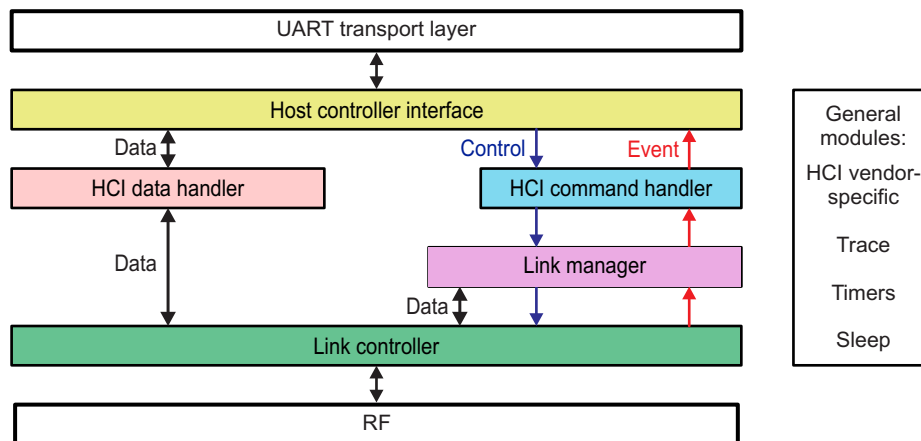 UART transport layer
Host controller interface
Data
Control
Event
HCI data handler
HCI command handler
Data
Link manager
Data
Link controller
RF
General
modules:
HCI vendor-
specific
Trace
Timers
Sleep